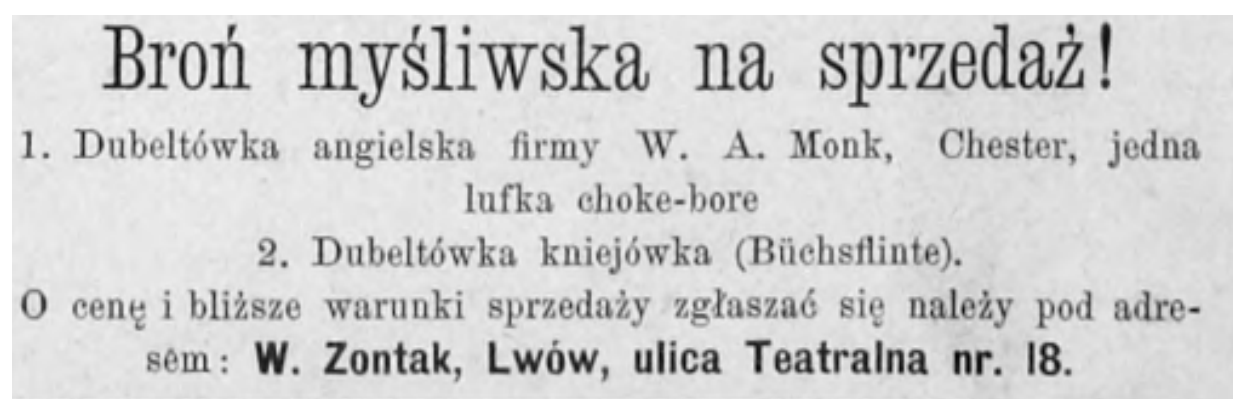 Broń myśliwska na sprzedaż!
1. Dubeltówka angielska firmy W. A. Monk, Chester, jedna
lufka choke-bore
2. Dubeltówka kniejówka (Büchsflinte).
O cenę i bliższe warunki sprzedaży zgłaszać się należy pod adre-
sem: W. Zontak, Lwów, ulica Teatralna nr. 18.